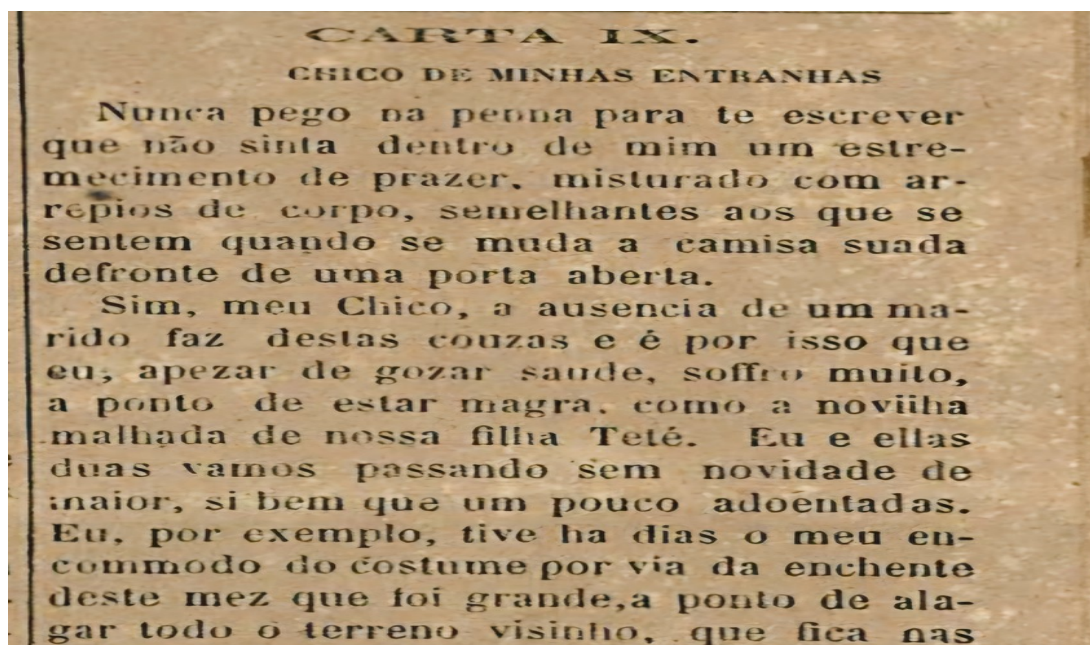 CARTA IX.
CHICO DE MINHAS ENTRANHAS
Nunca pego na penna para te escrever
que não sinta dentro de mim um estre-
mecimento de prazer, misturado com ar-
repios de corpo, semelhantes aos que se
sentem quando se muda a camisa suada
defronte de uma porta aberta.
Sim, meu Chico, a ausencia de um ma-
rido faz destas couzas e é por isso que
eu, apezar de gozar saude, soffro muito,
a ponto de estar magra, como a noviiha
malhada de nossa filha Teté. Eu e ellas
duas vamos passando sem novidade de
maior, si bem que um pouco adoentadas.
Eu, por exemplo, tive ha dias o meu en-
commodo do costume por via da enchente
deste mez que foi grande, a ponto de ala-
gar todo o terreno visinho, que fica nas